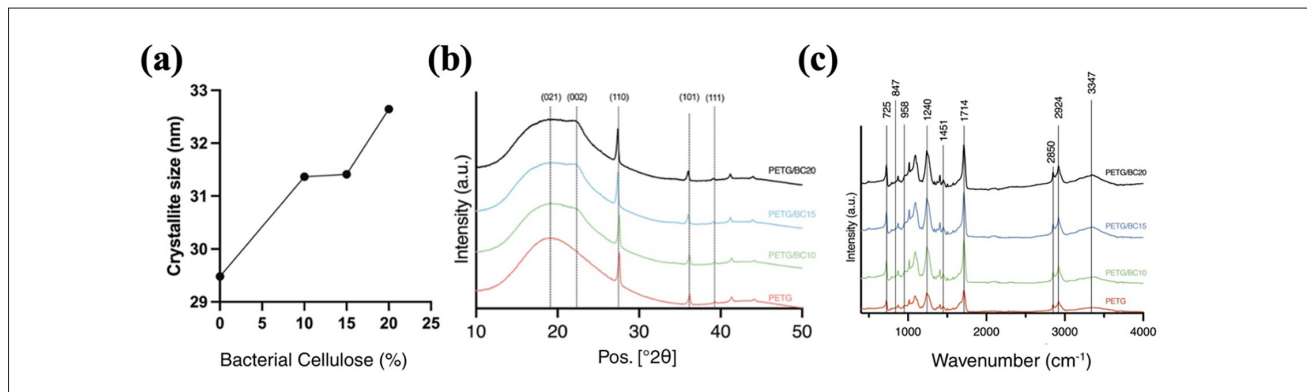 (a)
Crystallite size (nm)
33
32
31
30
29
0
5
10
15
20
25
Bacterial Cellulose (%)
(b)
Intensity (a.u.)
(021)
(002)
(110)
(101)
(111)
PETG/BC20
PETG/BC15
PETG/BC10
PETG
10
20
30
40
50
Pos. [°2θ]
(c)
Intensity (a.u.)
725
847
958
1240
1451
1714
2850
2924
3347
PETG/BC20
PETG/BC15
PETG/BC10
PETG
1000
2000
3000
4000
Wavenumber (cm⁻¹)